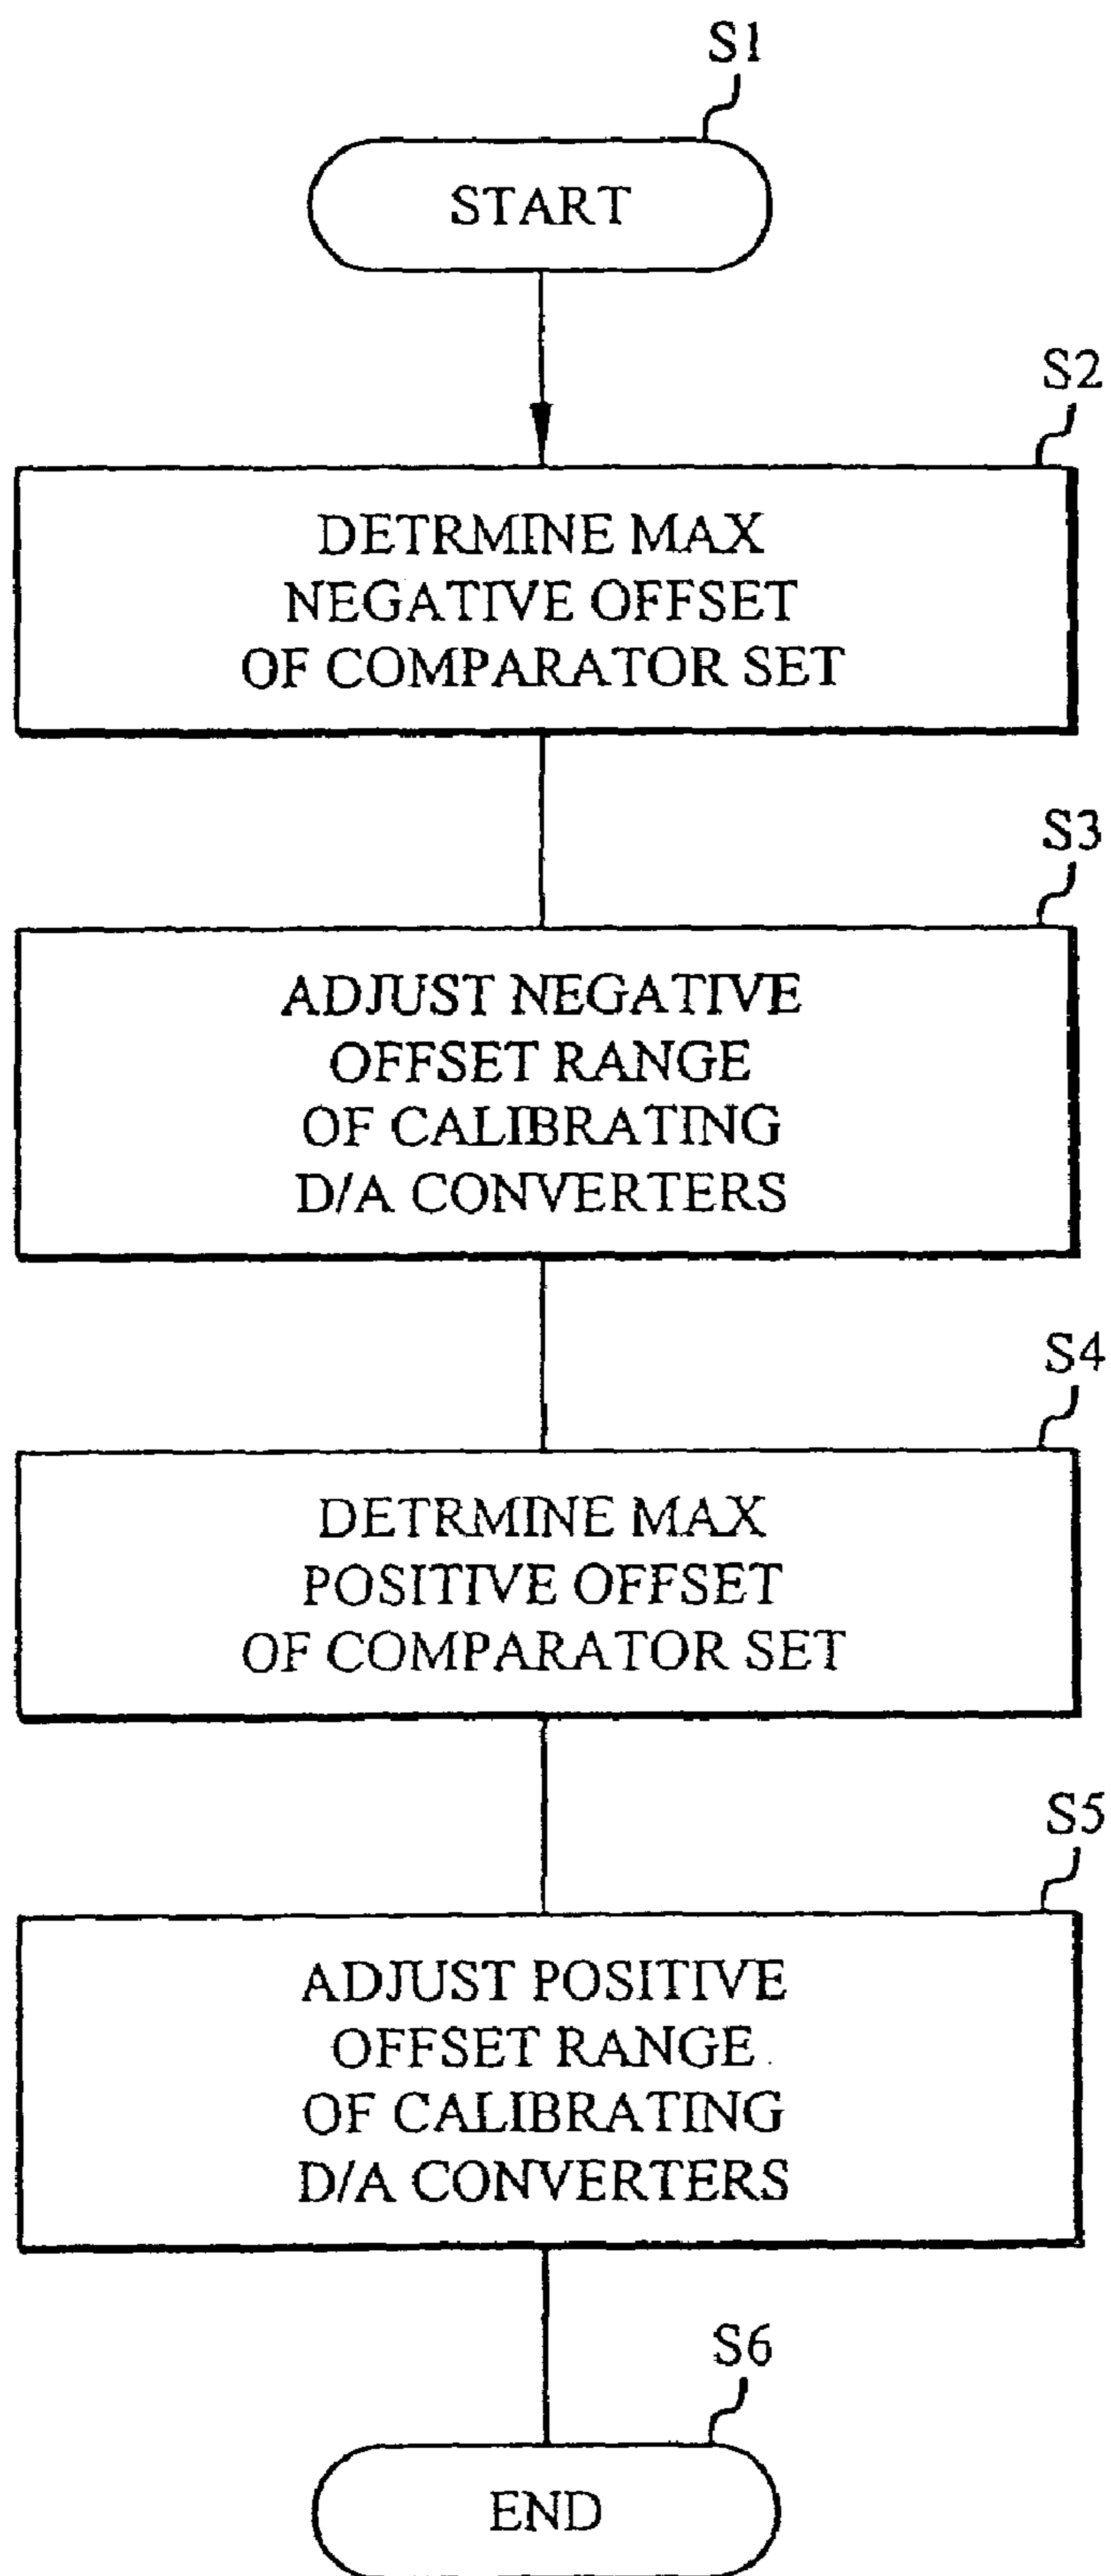 S1
START
S2
DETRMINE MAX
NEGATIVE OFFSET
OF COMPARATOR SET
S3
ADJUST NEGATIVE
OFFSET RANGE
OF CALIBRATING
D/A CONVERTERS
S4
DETRMINE MAX
POSITIVE OFFSET
OF COMPARATOR SET
S5
ADJUST POSITIVE
OFFSET RANGE
OF CALIBRATING
D/A CONVERTERS
S6
END